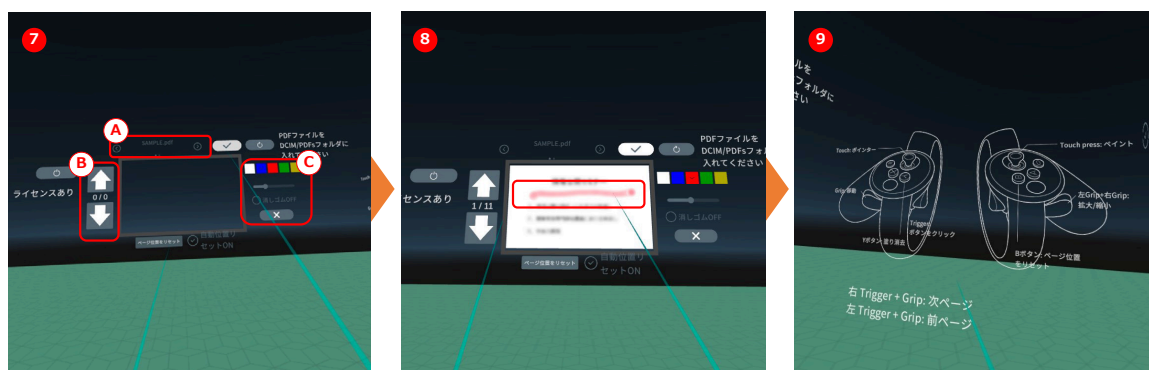 7
A
SAMPLE.pdf
PDFファイルを
DCIM/PDFsフォルダに
入れてください
B
C
ライセンスあり
0/0
消しゴムOFF
ページ位置をリセット
自動位置リ
セットON
8
SAMPLE.pdf
PDFファイルを
DCIM/PDFsフォ
入れてください
センスあり
1/11
消しゴムOFF
ページ位置をリセット
自動位置リ
セットON
9
ルを
フォルダに
さい
Touch: ポインター
Touch press: ペイント
Grip: 移動
左Grip+右Grip:
拡大/縮小
Trigger:
ボタンをクリック
Yボタン: 塗り消去
Bボタン: ページ位置
をリセット
右 Trigger + Grip: 次ページ
左 Trigger + Grip: 前ページ